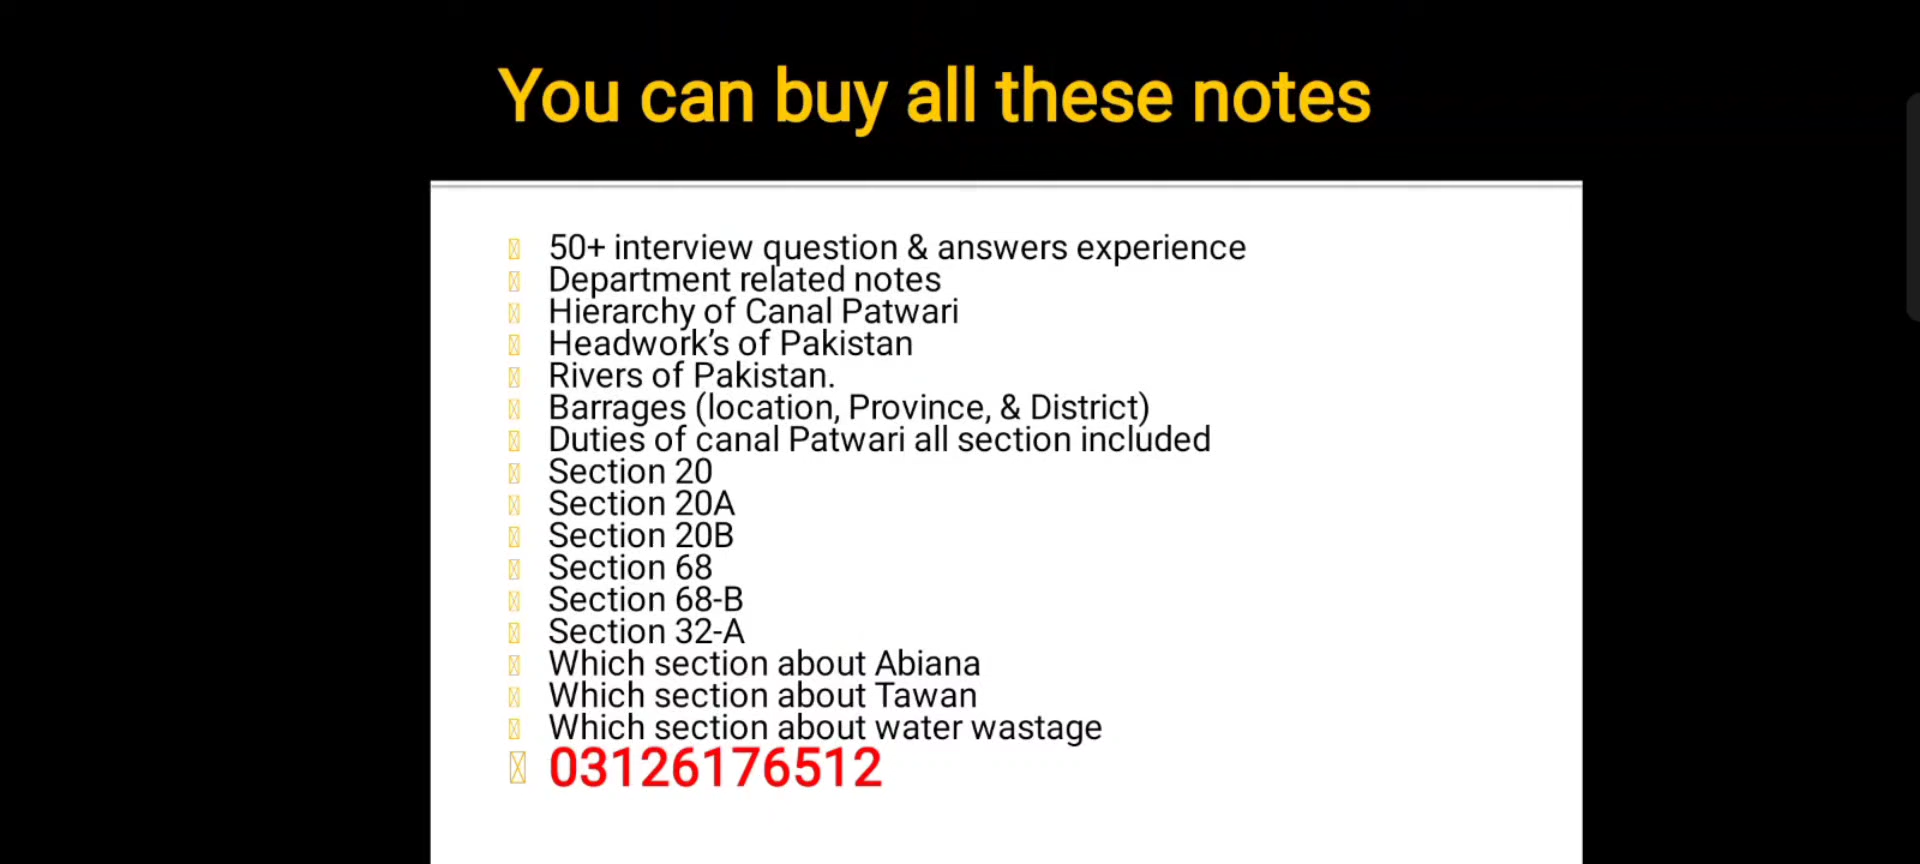 You can buy all these notes
50+ interview question & answers experience
Department related notes
Hierarchy of Canal Patwari
Headwork’s of Pakistan
Rivers of Pakistan.
Barrages (location, Province, & District)
Duties of canal Patwari all section included
Section 20
Section 20A
Section 20B
Section 68
Section 68-B
Section 32-A
Which section about Abiana
Which section about Tawan
Which section about water wastage
03126176512